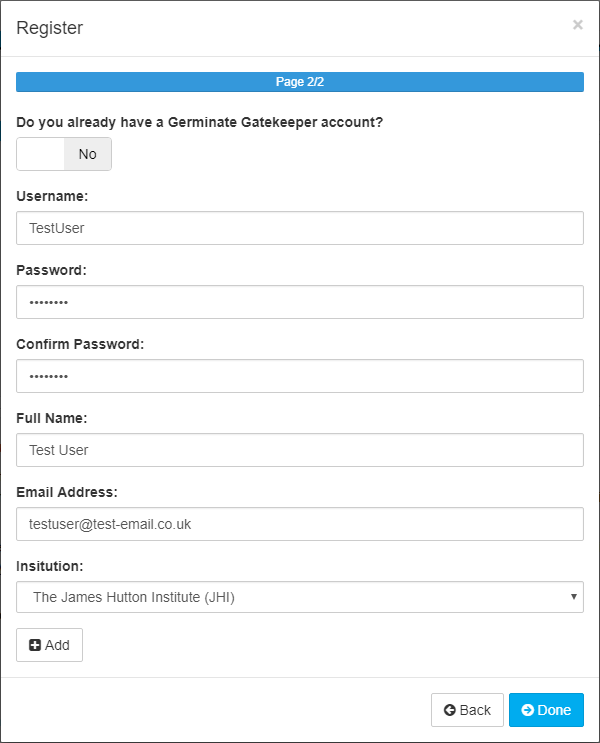 Register ×
Page 2/2
Do you already have a Germinate Gatekeeper account?
No
Username:
TestUser
Password:
••••••••
Confirm Password:
••••••••
Full Name:
Test User
Email Address:
testuser@test-email.co.uk
Insitution:
The James Hutton Institute (JHI)
Add
Back Done